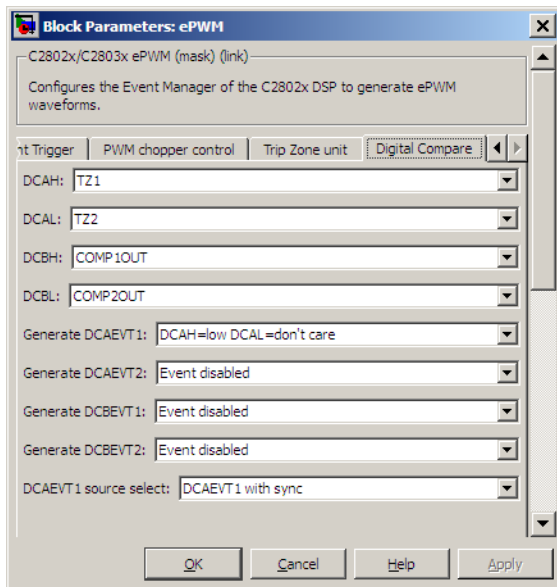 Block Parameters: ePWM
C2802x/C2803x ePWM (mask) (link)
Configures the Event Manager of the C2802x DSP to generate ePWM
waveforms.
nt Trigger PWM chopper control Trip Zone unit Digital Compare
DCAH: TZ1
DCAL: TZ2
DCBH: COMP1OUT
DCBL: COMP2OUT
Generate DCAEVT1: DCAH=low DCAL=don't care
Generate DCAEVT2: Event disabled
Generate DCBEVT1: Event disabled
Generate DCBEVT2: Event disabled
DCAEVT1 source select: DCAEVT1 with sync
OK Cancel Help Apply